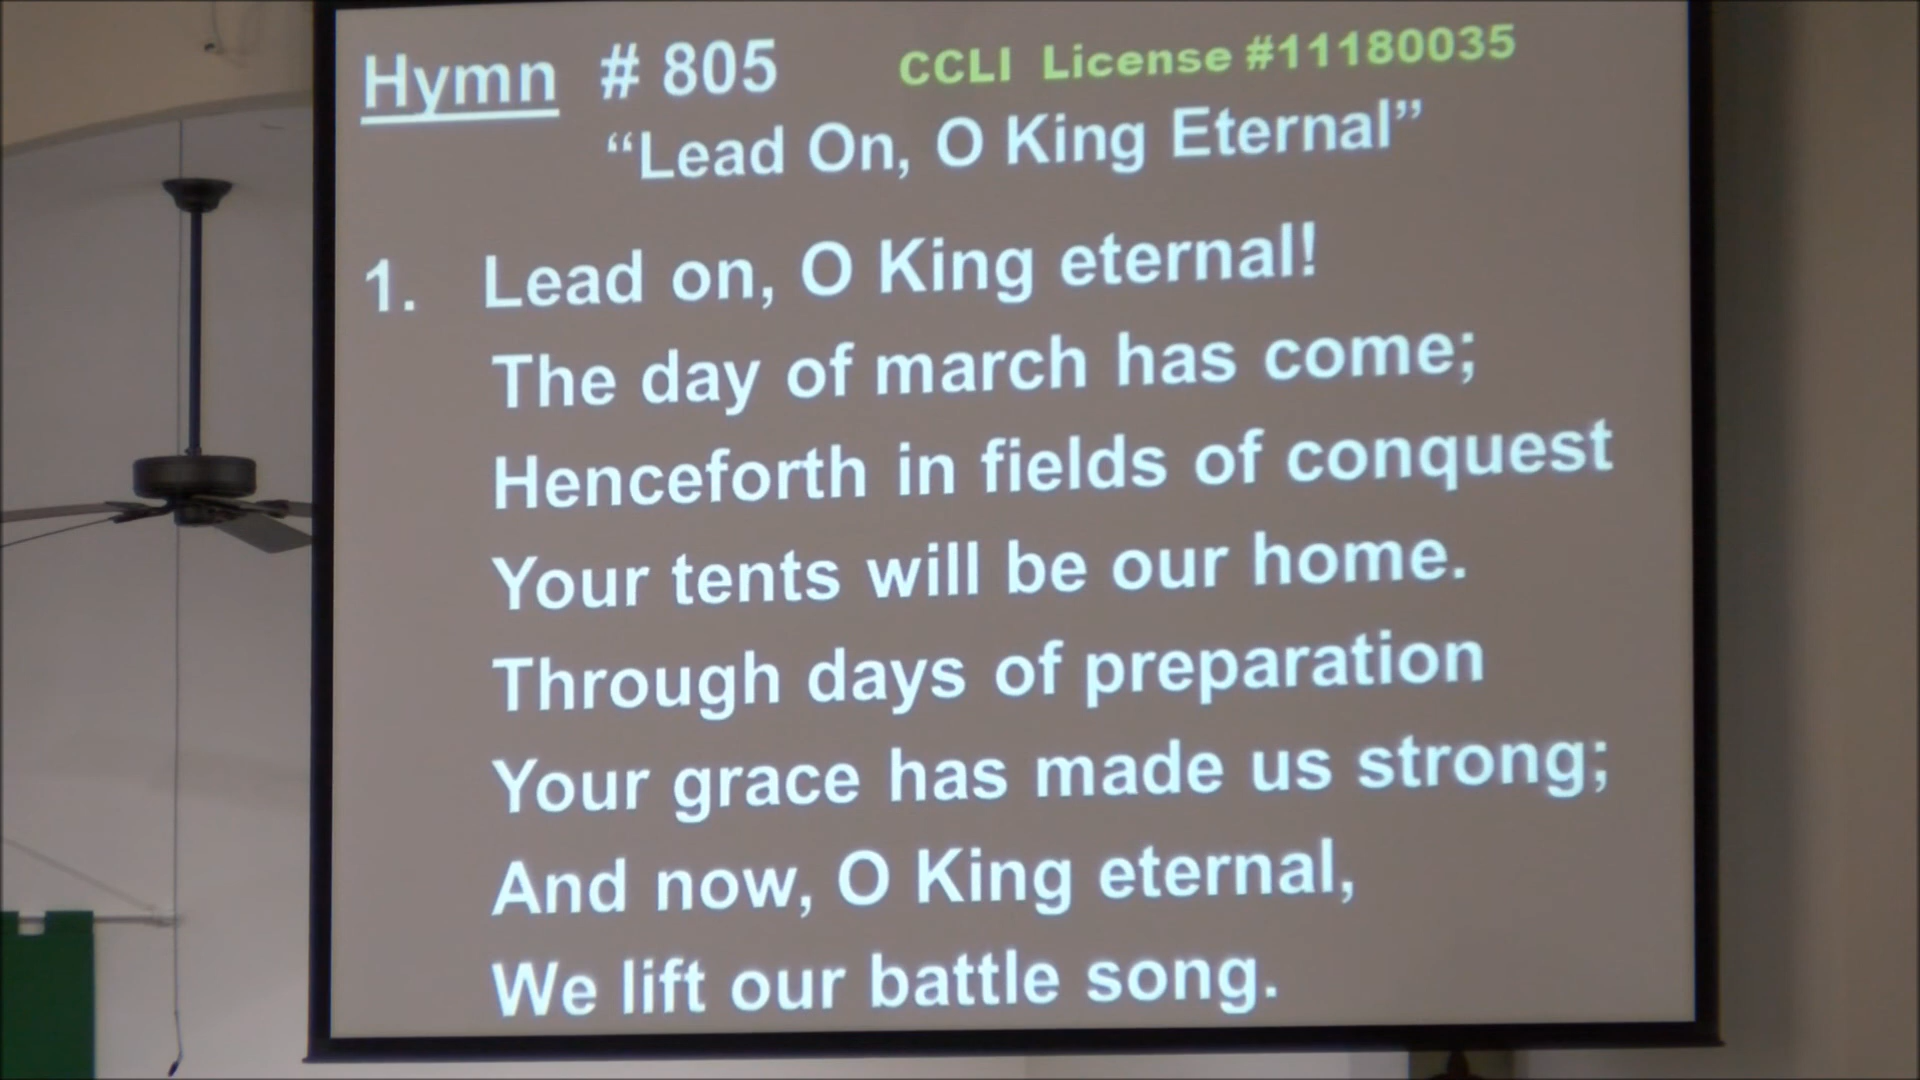 Hymn # 805 CCLI License #11180035
“Lead On, O King Eternal”
1. Lead on, O King eternal!
The day of march has come;
Henceforth in fields of conquest
Your tents will be our home.
Through days of preparation
Your grace has made us strong;
And now, O King eternal,
We lift our battle song.